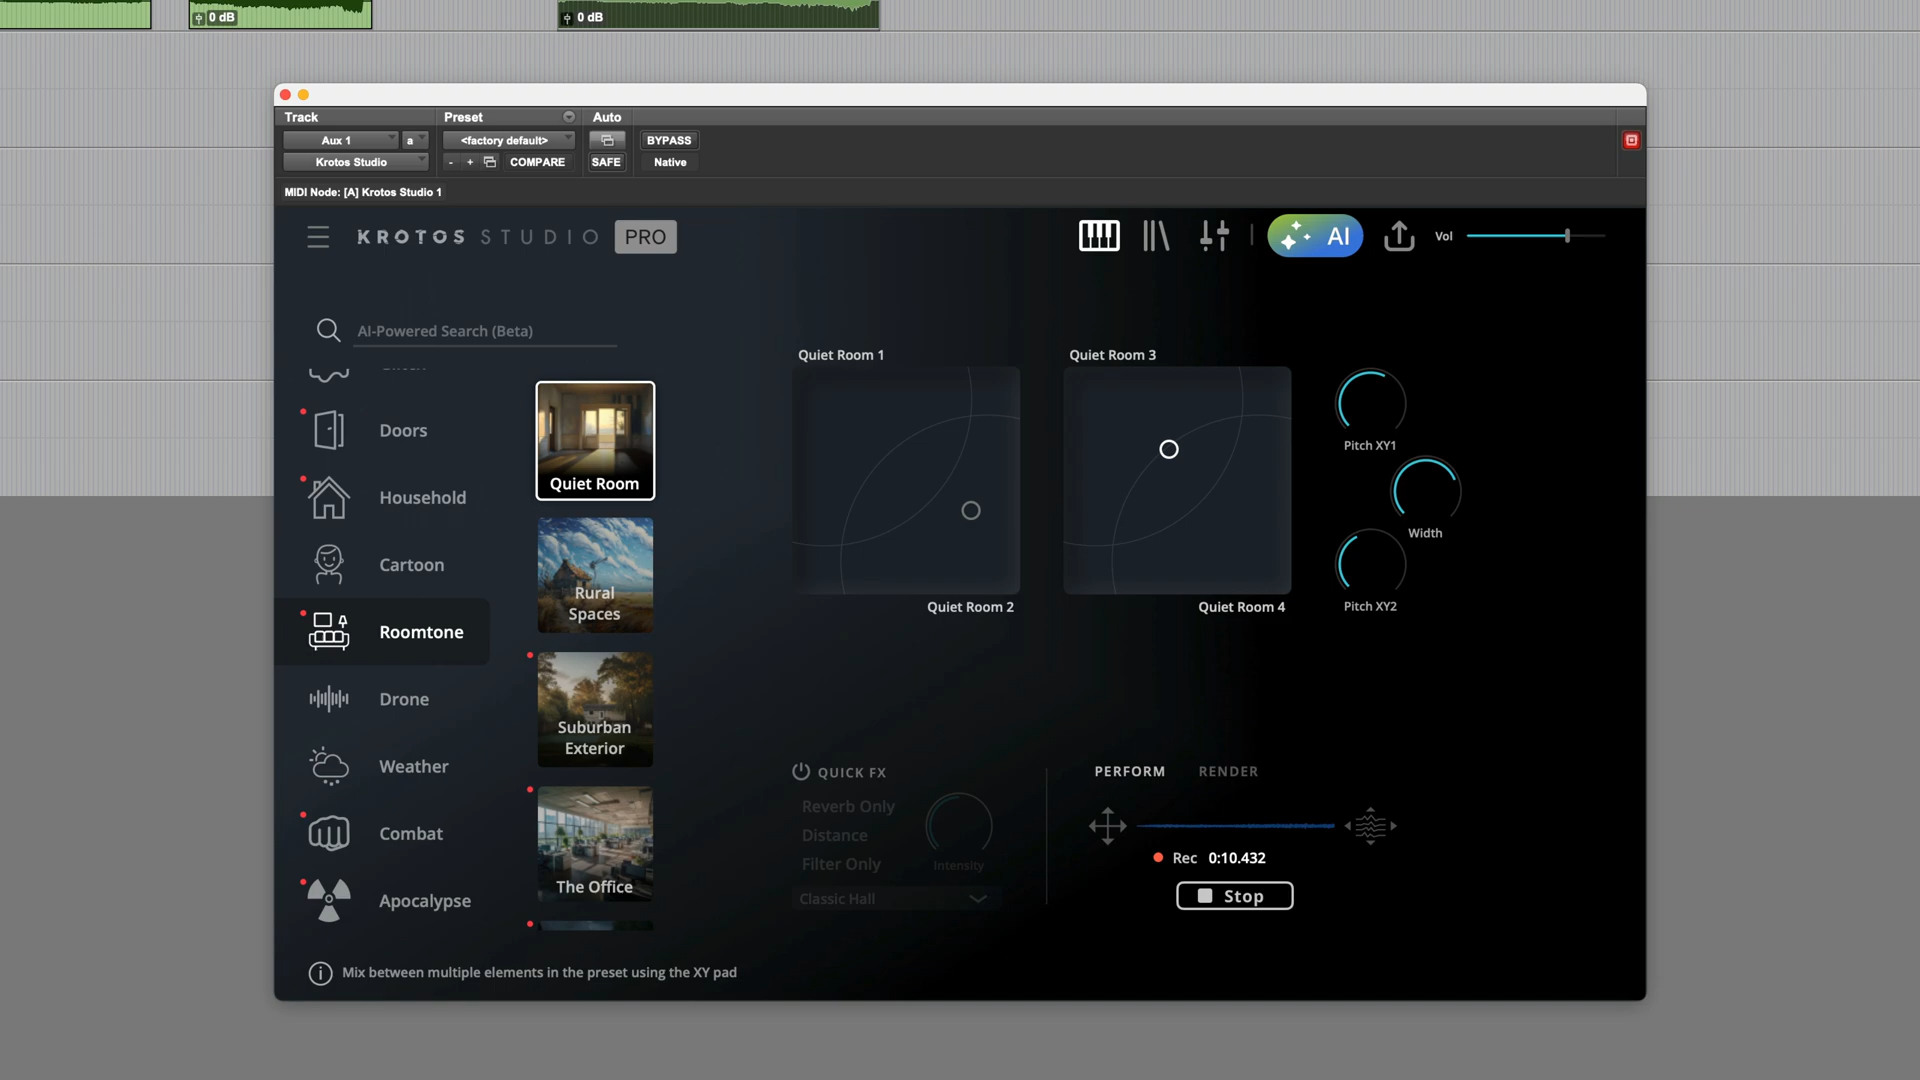 0 dB
0 dB
Track
Preset
Auto
Aux 1
a
<factory default>
BYPASS
Krotos Studio
- +
COMPARE
SAFE
Native
MIDI Node: [A] Krotos Studio 1
KROTOS STUDIO PRO
AI
Vol
AI-Powered Search (Beta)
Doors
Household
Cartoon
Roomtone
Drone
Weather
Combat
Apocalypse
Quiet Room
Rural
Spaces
Suburban
Exterior
The Office
Quiet Room 1
Quiet Room 2
Quiet Room 3
Quiet Room 4
Pitch XY1
Width
Pitch XY2
QUICK FX
Reverb Only
Distance
Filter Only
Intensity
Classic Hall
PERFORM
RENDER
Rec 0:10.432
Stop
Mix between multiple elements in the preset using the XY pad